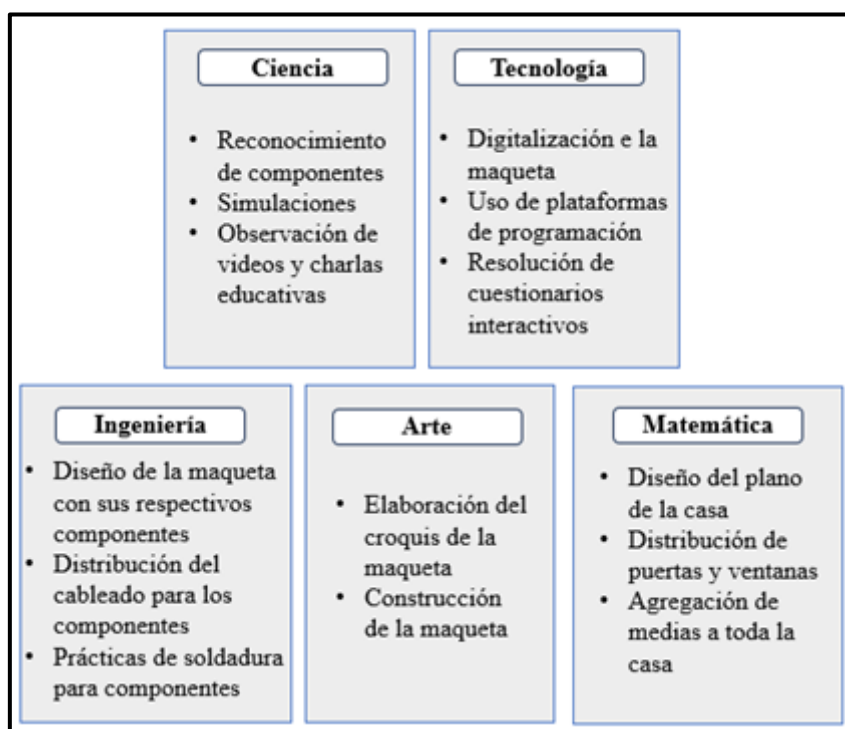 Ciencia
• Reconocimiento
de componentes
• Simulaciones
• Observación de
videos y charlas
educativas
Tecnología
• Digitalización e la
maqueta
• Uso de plataformas
de programación
• Resolución de
cuestionarios
interactivos
Ingeniería
• Diseño de la maqueta
con sus respectivos
componentes
• Distribución del
cableado para los
componentes
• Prácticas de soldadura
para componentes
Arte
• Elaboración del
croquis de la
maqueta
• Construcción
de la maqueta
Matemática
• Diseño del plano
de la casa
• Distribución de
puertas y ventanas
• Agregación de
medias a toda la
casa